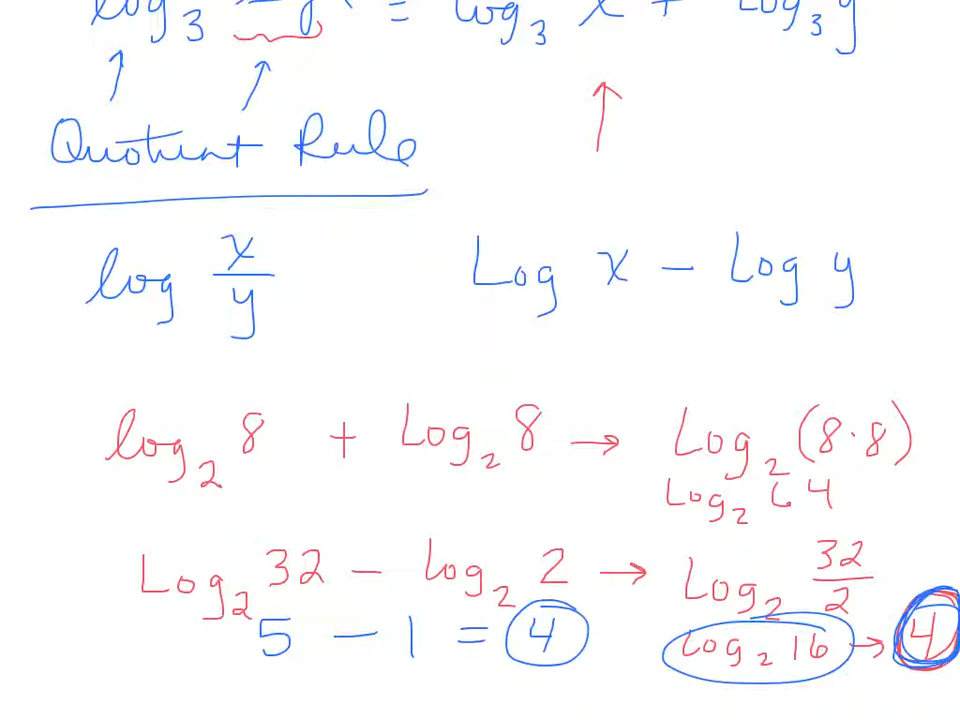 log₃ y = log₃ x + Log₃ y
Quotient Rule
log x/y Log x − Log y
log₂ 8 + Log₂ 8 → Log₂ (8·8)
Log₂ 64
Log₂ 32 − log₂ 2 → Log₂ 32/2
5 − 1 = 4 log₂ 16 → 4